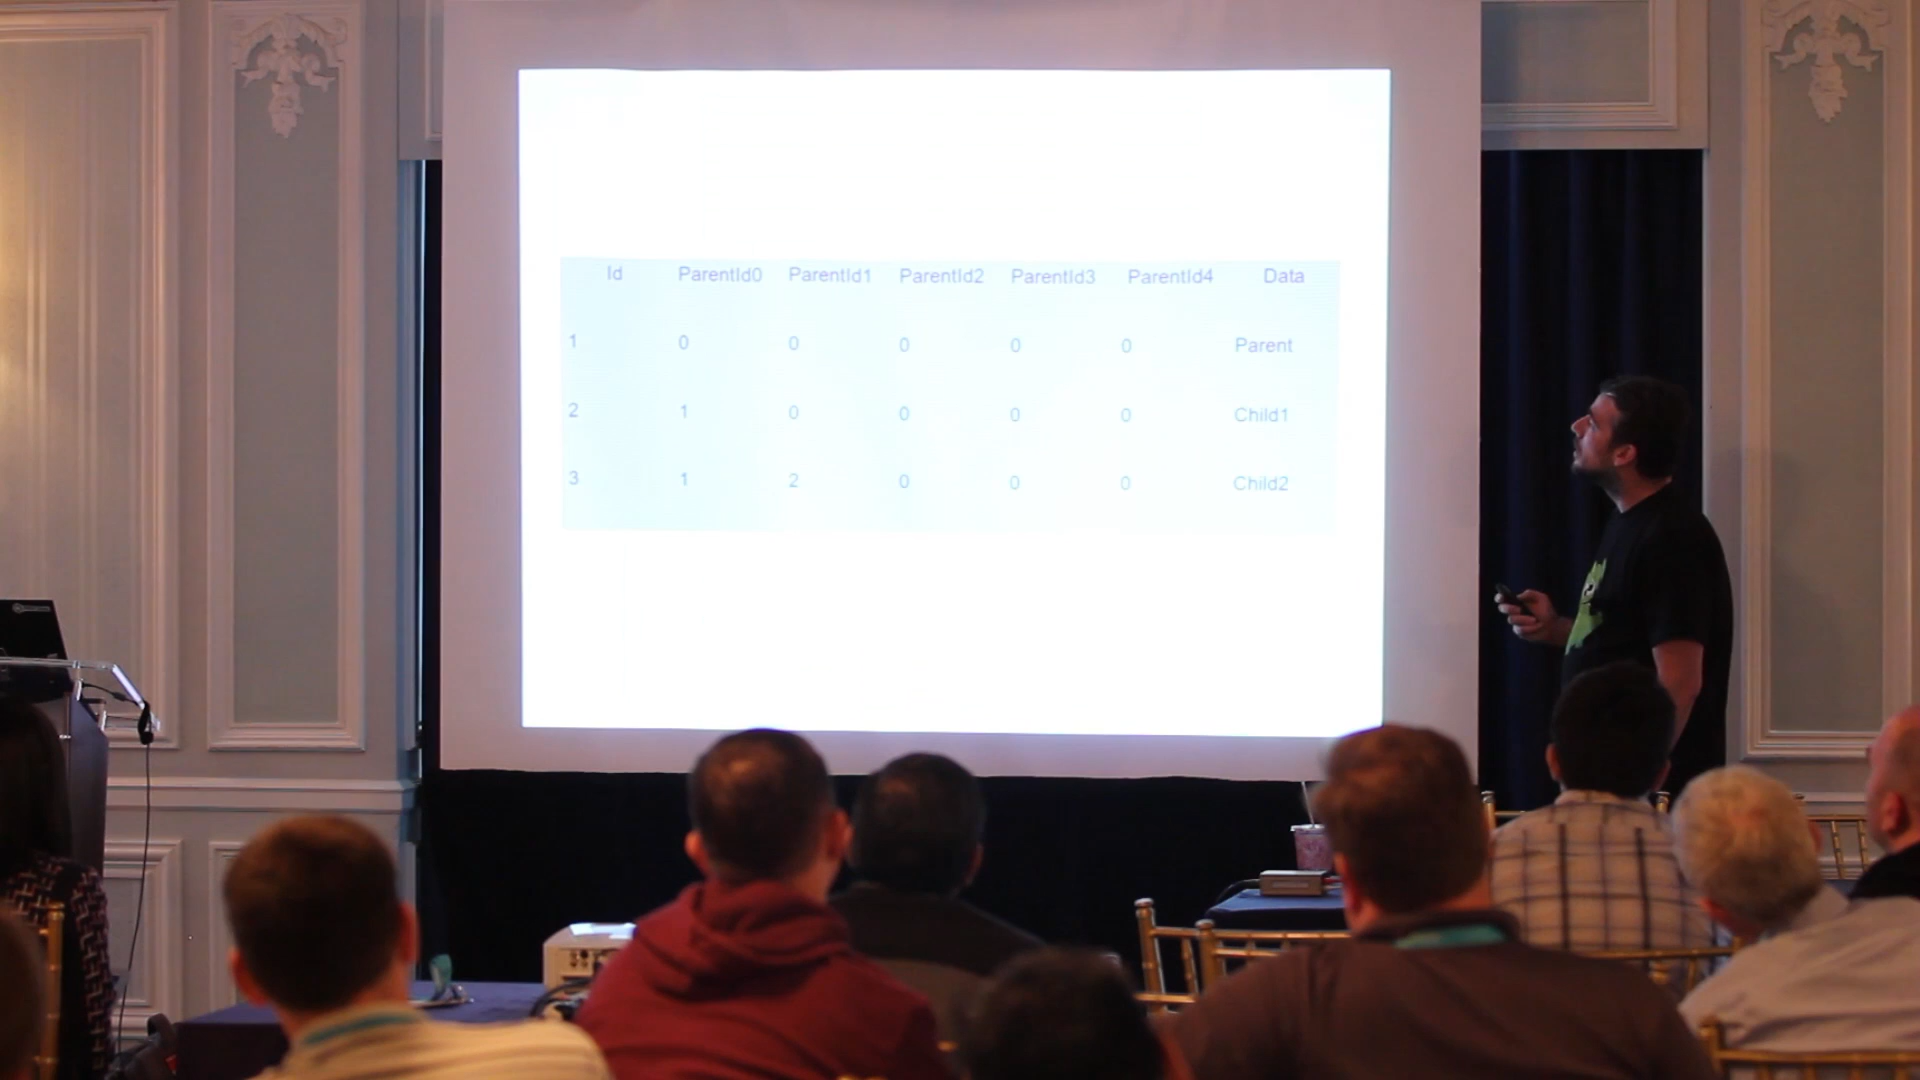 Id ParentId0 ParentId1 ParentId2 ParentId3 ParentId4 Data
1 0 0 0 0 0 Parent
2 1 0 0 0 0 Child1
3 1 2 0 0 0 Child2